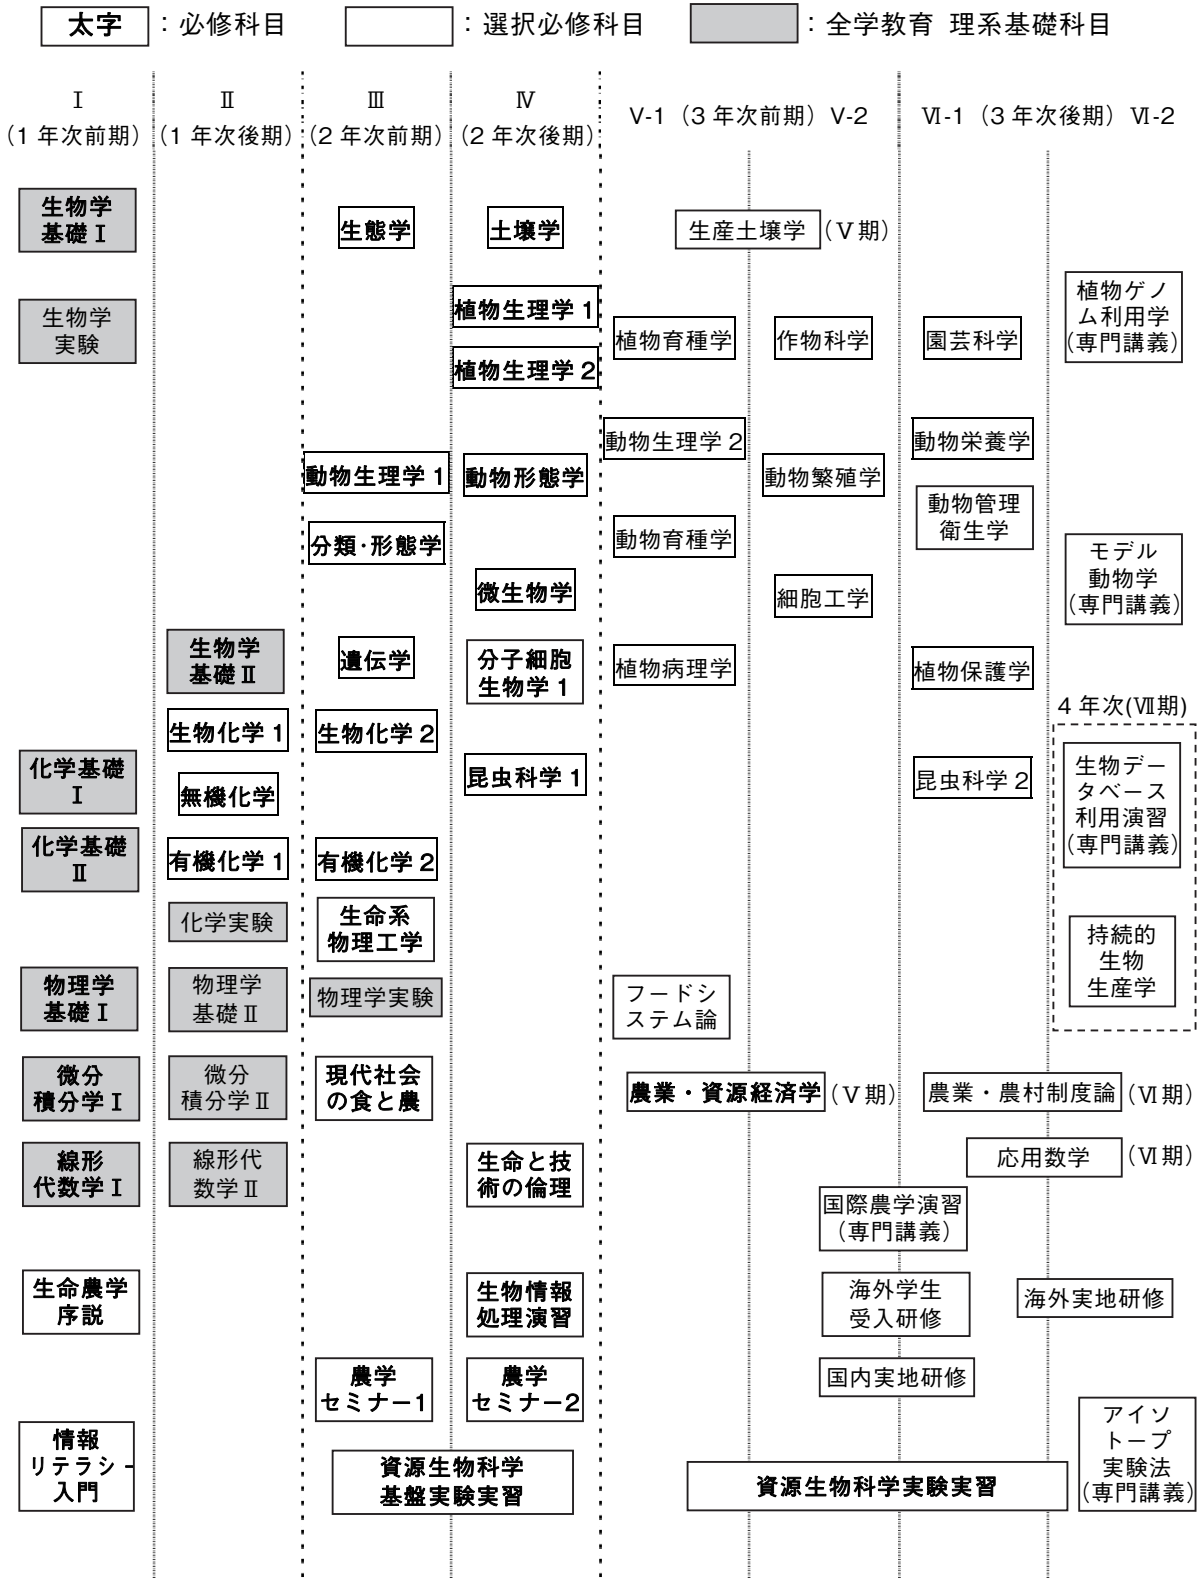 太字 ：必修科目 ：選択必修科目 ：全学教育 理系基礎科目
Ⅰ
(1 年次前期)
Ⅱ
(1 年次後期)
Ⅲ
(2 年次前期)
Ⅳ
(2 年次後期)
V-1（3 年次前期）V-2
Ⅵ-1（3 年次後期）Ⅵ-2
生物学
基礎Ⅰ
生態学
土壌学
生産土壌学 (Ⅴ期)
生物学
実験
植物生理学 1
植物生理学 2
植物育種学
作物科学
園芸科学
植物ゲノ
ム利用学
(専門講義)
動物生理学 1
動物形態学
動物生理学 2
動物繁殖学
動物栄養学
動物管理
衛生学
分類･形態学
動物育種学
モデル
動物学
(専門講義)
微生物学
細胞工学
生物学
基礎Ⅱ
遺伝学
分子細胞
生物学 1
植物病理学
植物保護学
4 年次(Ⅶ期)
生物化学 1
生物化学 2
化学基礎
Ⅰ
無機化学
昆虫科学 1
昆虫科学 2
生物デー
タベース
利用演習
(専門講義)
化学基礎
Ⅱ
有機化学 1
有機化学 2
化学実験
生命系
物理工学
持続的
生物
生産学
物理学
基礎Ⅰ
物理学
基礎Ⅱ
物理学実験
フードシ
ステム論
微分
積分学Ⅰ
微分
積分学Ⅱ
現代社会
の食と農
農業・資源経済学 (Ⅴ期)
農業・農村制度論 (Ⅵ期)
線形
代数学Ⅰ
線形代
数学Ⅱ
生命と技
術の倫理
応用数学 (Ⅵ期)
国際農学演習
（専門講義）
生命農学
序説
生物情報
処理演習
海外学生
受入研修
海外実地研修
農学
セミナー1
農学
セミナー2
国内実地研修
情報
リテラシー
入門
資源生物科学
基盤実験実習
資源生物科学実験実習
アイソ
トープ
実験法
(専門講義)